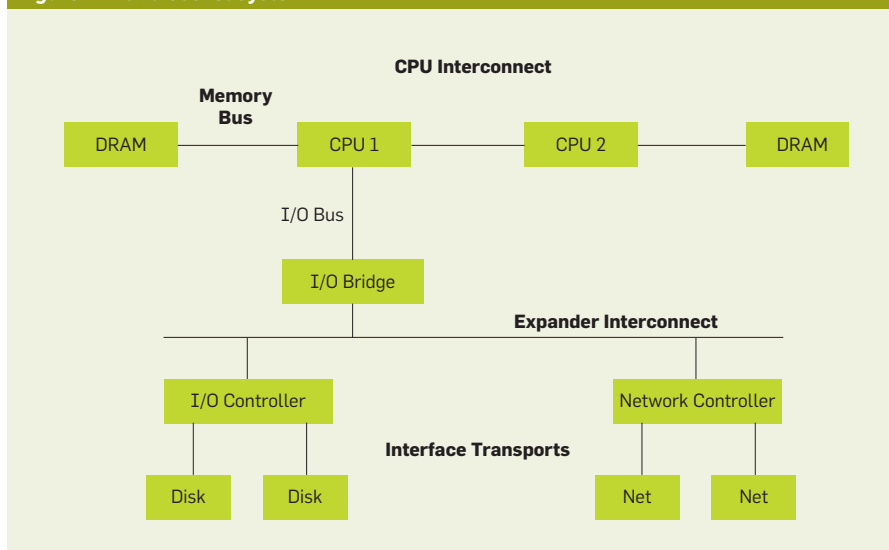 CPU Interconnect
Memory
Bus
DRAM
CPU 1
CPU 2
DRAM
I/O Bus
I/O Bridge
Expander Interconnect
I/O Controller
Network Controller
Interface Transports
Disk
Disk
Net
Net